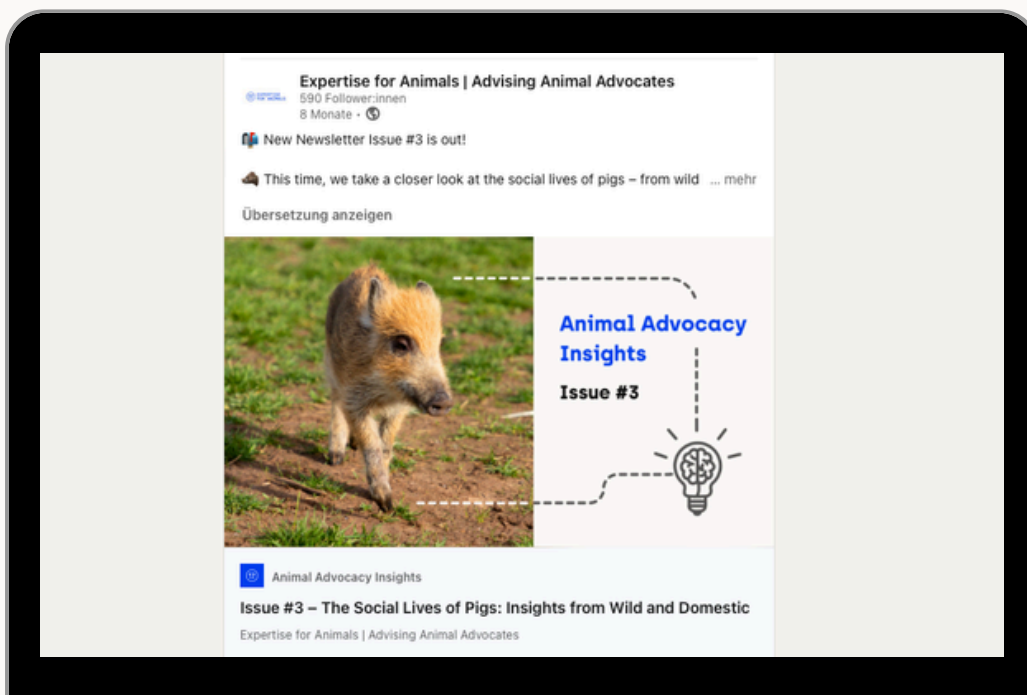 Expertise for Animals | Advising Animal Advocates
590 Follower:innen
8 Monate •
New Newsletter Issue #3 is out!
This time, we take a closer look at the social lives of pigs – from wild ... mehr
Übersetzung anzeigen
Animal Advocacy
Insights
Issue #3
Animal Advocacy Insights
Issue #3 – The Social Lives of Pigs: Insights from Wild and Domestic
Expertise for Animals | Advising Animal Advocates